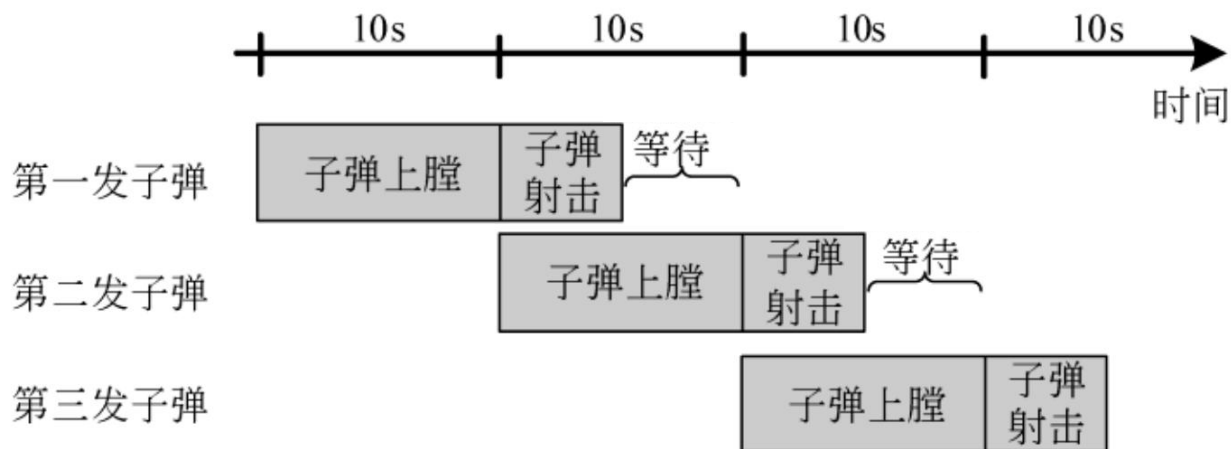 10s 10s 10s 10s
时间
第一发子弹
子弹上膛
子弹
射击
等待
第二发子弹
子弹上膛
子弹
射击
等待
第三发子弹
子弹上膛
子弹
射击